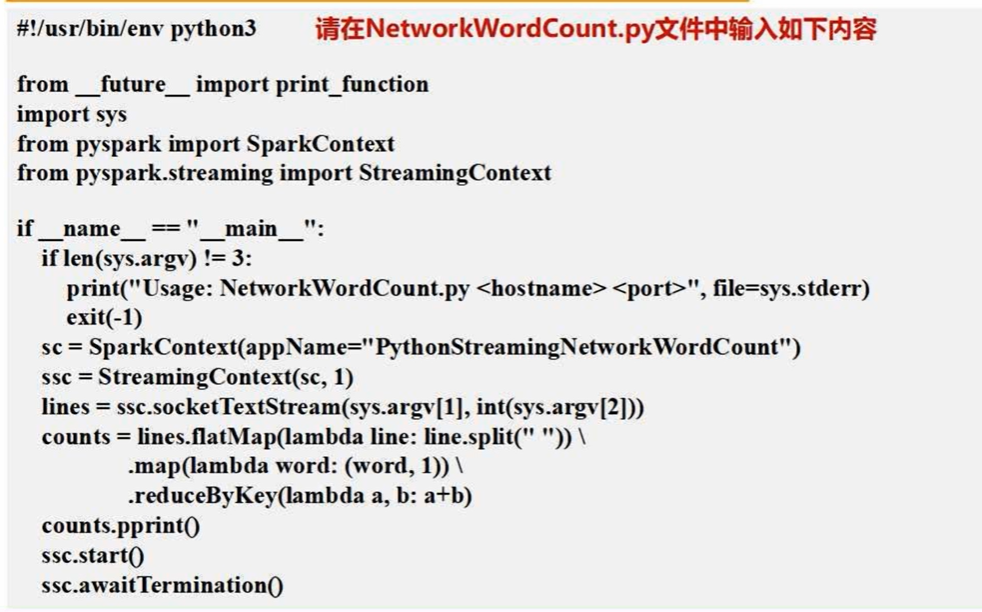 #!/usr/bin/env python3 请在NetworkWordCount.py文件中输入如下内容
from __future__ import print_function
import sys
from pyspark import SparkContext
from pyspark.streaming import StreamingContext
if __name__ == "__main__":
if len(sys.argv) != 3:
print("Usage: NetworkWordCount.py <hostname> <port>", file=sys.stderr)
exit(-1)
sc = SparkContext(appName="PythonStreamingNetworkWordCount")
ssc = StreamingContext(sc, 1)
lines = ssc.socketTextStream(sys.argv[1], int(sys.argv[2]))
counts = lines.flatMap(lambda line: line.split(" ")) \
.map(lambda word: (word, 1)) \
.reduceByKey(lambda a, b: a+b)
counts.pprint()
ssc.start()
ssc.awaitTermination()